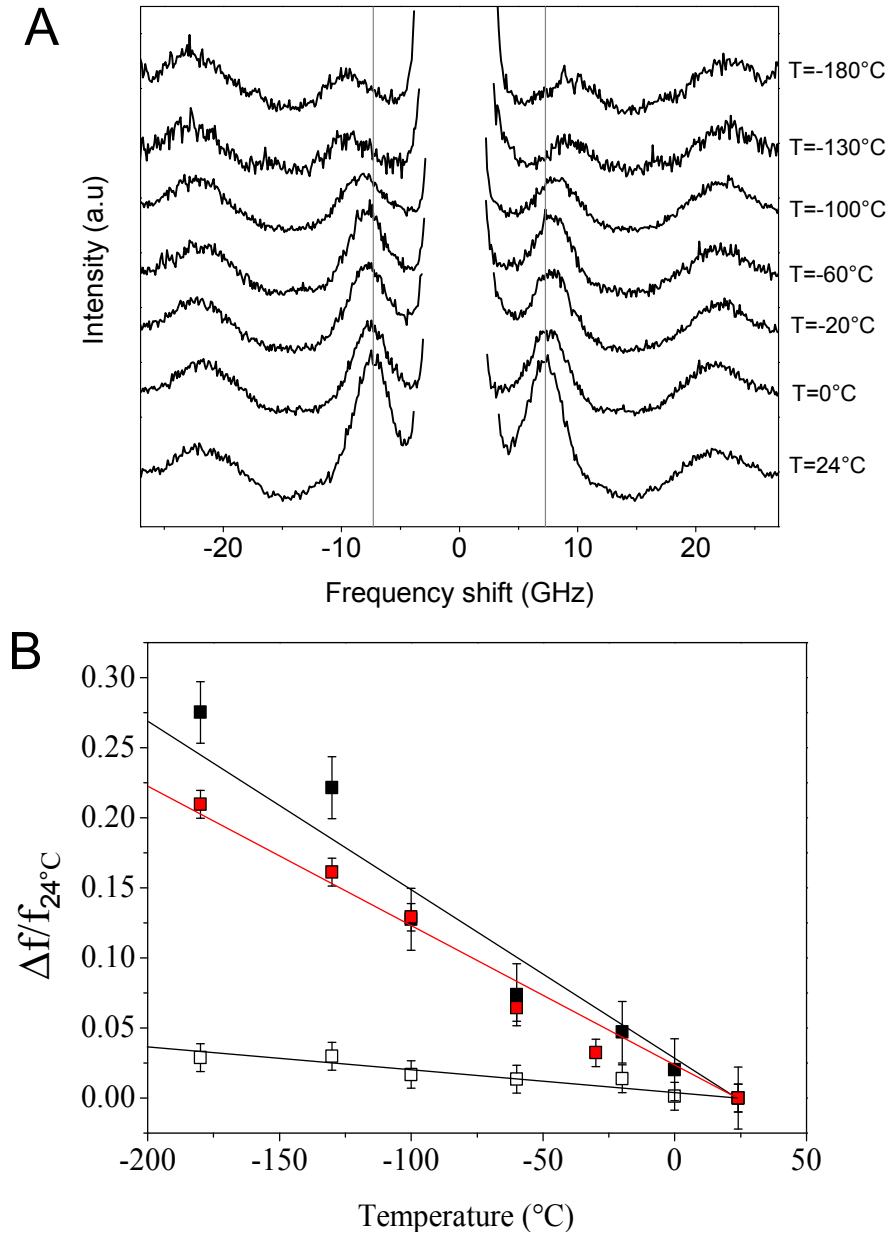 A
Intensity (a.u)
T=-180°C
T=-130°C
T=-100°C
T=-60°C
T=-20°C
T=0°C
T=24°C
-20 -10 0 10 20
Frequency shift (GHz)
B
Δf/f24°C
0.30
0.25
0.20
0.15
0.10
0.05
0.00
-200 -150 -100 -50 0 50
Temperature (°C)